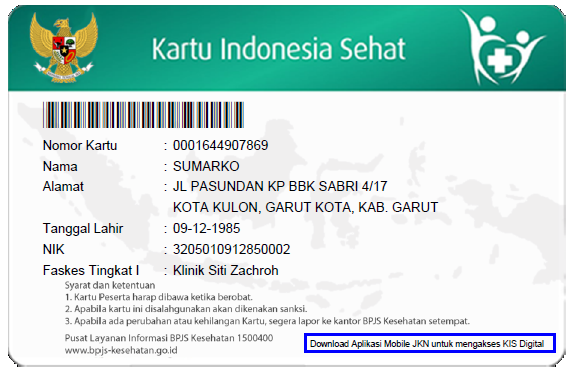 Kartu Indonesia Sehat
Nomor Kartu : 0001644907869
Nama : SUMARKO
Alamat : JL PASUNDAN KP BBK SABRI 4/17
KOTA KULON, GARUT KOTA, KAB. GARUT
Tanggal Lahir : 09-12-1985
NIK : 3205010912850002
Faskes Tingkat I : Klinik Siti Zachroh
Syarat dan ketentuan
1. Kartu Peserta harap dibawa ketika berobat.
2. Apabila kartu ini disalahgunakan akan dikenakan sanksi.
3. Apabila ada perubahan atau kehilangan Kartu, segera lapor ke kantor BPJS Kesehatan setempat.
Pusat Layanan Informasi BPJS Kesehatan 1500400
www.bpjs-kesehatan.go.id
Download Aplikasi Mobile JKN untuk mengakses KIS Digital